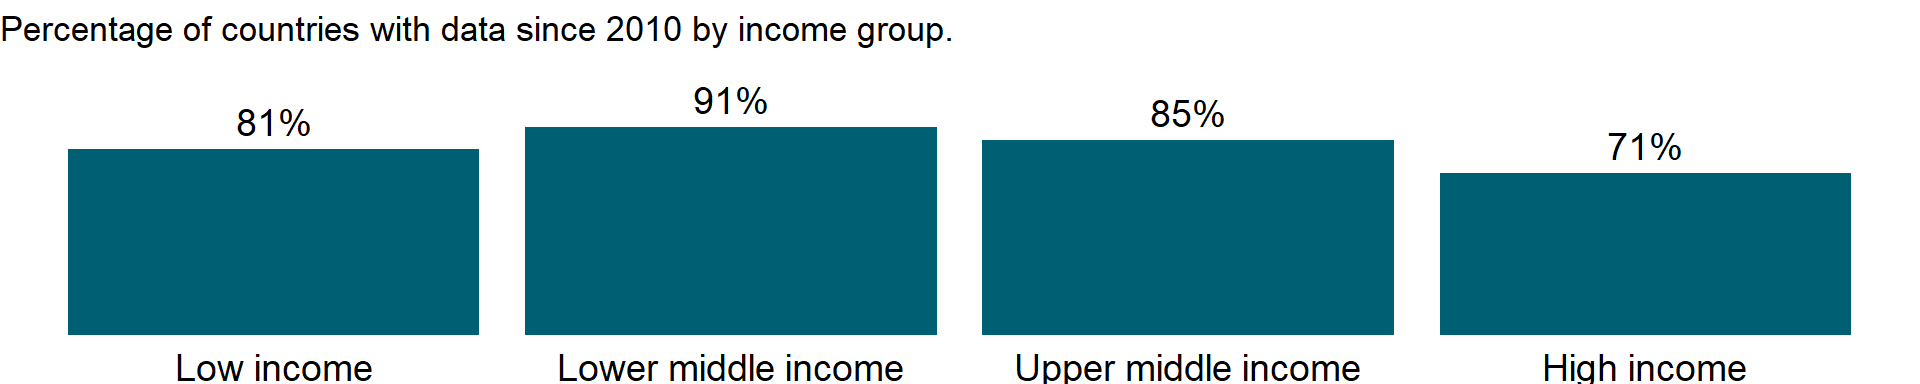 Percentage of countries with data since 2010 by income group.
81%
91%
85%
71%
Low income
Lower middle income
Upper middle income
High income